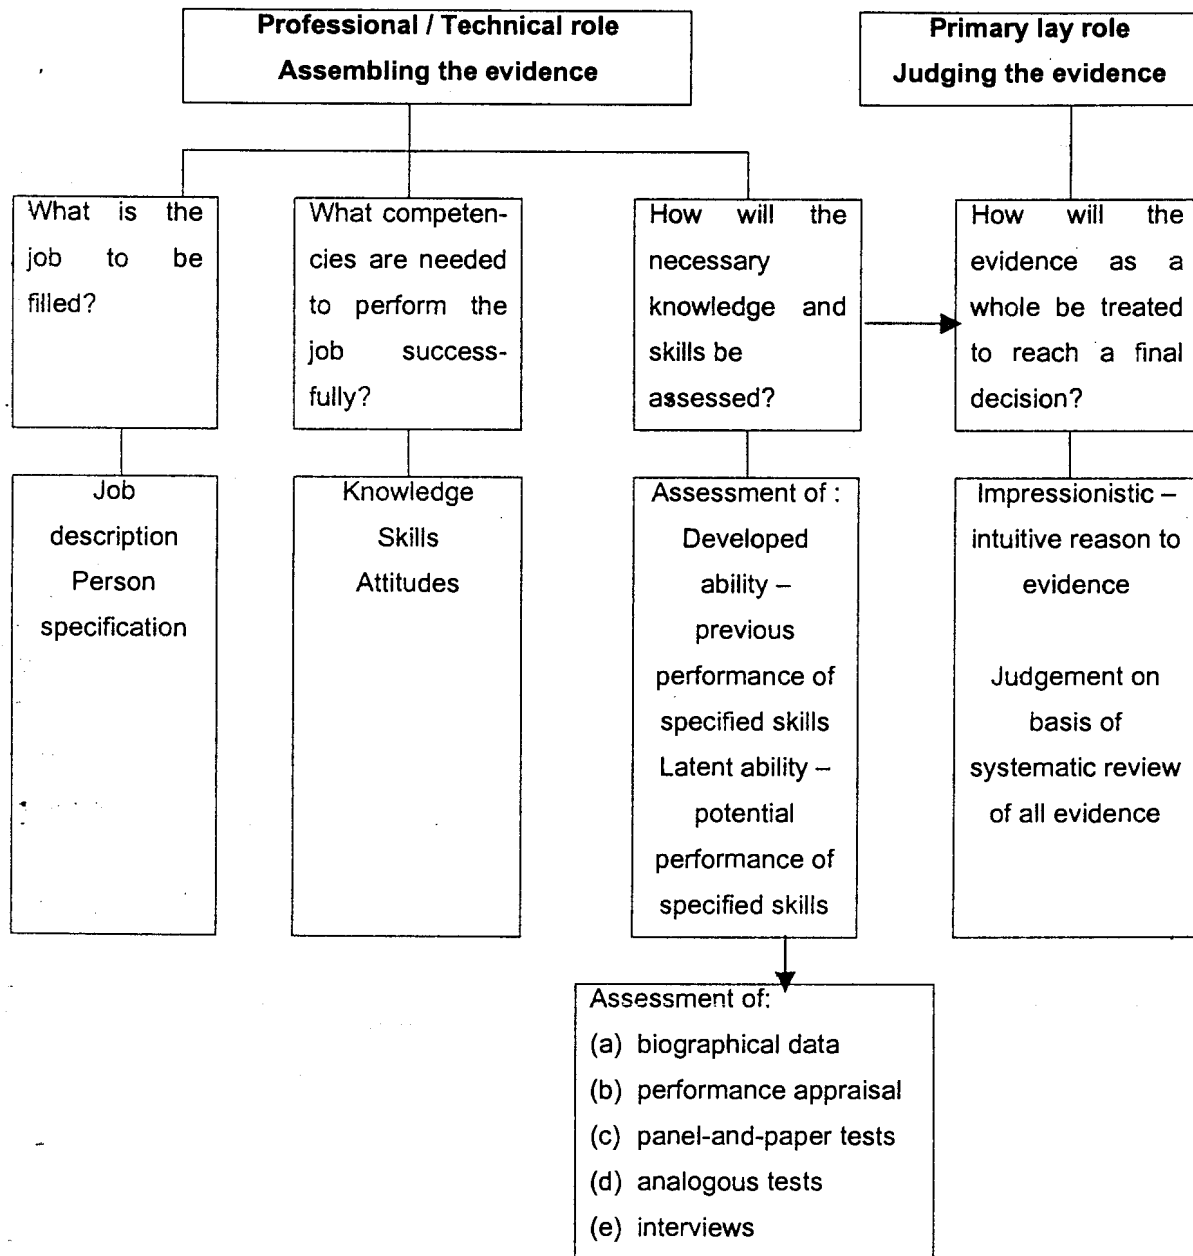 Professional / Technical role
Assembling the evidence
Primary lay role
Judging the evidence
What is the
job to be
filled?
What competen-
cies are needed
to perform the
job success-
fully?
How will the
necessary
knowledge and
skills be
assessed?
How will the
evidence as a
whole be treated
to reach a final
decision?
Job
description
Person
specification
Knowledge
Skills
Attitudes
Assessment of :
Developed
ability –
previous
performance of
specified skills
Latent ability –
potential
performance of
specified skills
Impressionistic –
intuitive reason to
evidence
Judgement on
basis of
systematic review
of all evidence
Assessment of:
(a) biographical data
(b) performance appraisal
(c) panel-and-paper tests
(d) analogous tests
(e) interviews